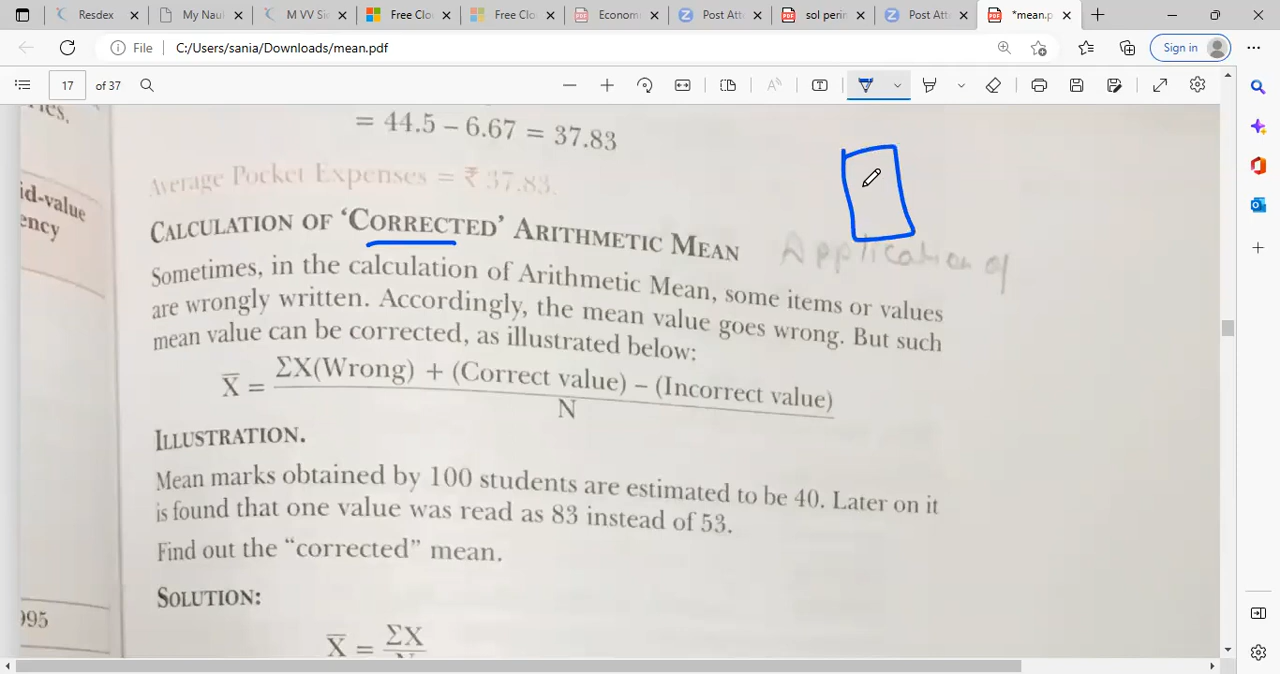 Resdex
My Nau
M VV Si
Free Clo
Free Clo
Econom
Post Att
sol perin
Post Att
*mean.p
File
C:/Users/sania/Downloads/mean.pdf
Sign in
17 of 37
= 44.5 – 6.67 = 37.83
Average Pocket Expenses = ₹ 37.83.
id-value
ency
CALCULATION OF ‘CORRECTED’ ARITHMETIC MEAN
Application of
Sometimes, in the calculation of Arithmetic Mean, some items or values
are wrongly written. Accordingly, the mean value goes wrong. But such
mean value can be corrected, as illustrated below:
X̅ = ΣX(Wrong) + (Correct value) – (Incorrect value)
N
ILLUSTRATION.
Mean marks obtained by 100 students are estimated to be 40. Later on it
is found that one value was read as 83 instead of 53.
Find out the “corrected” mean.
SOLUTION:
995
X̅ = ΣX